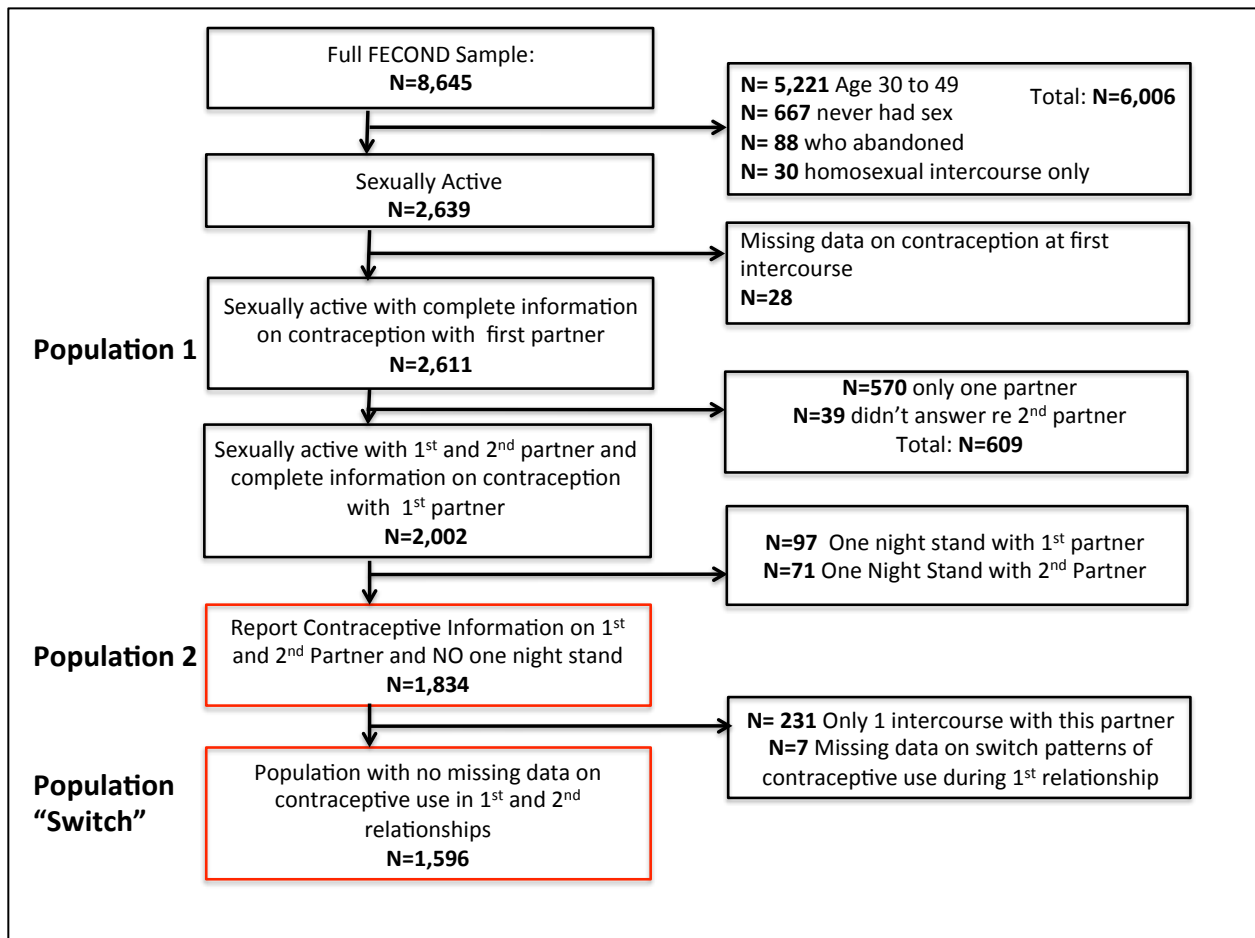 Full FECOND Sample:
N=8,645
N= 5,221 Age 30 to 49
Total: N=6,006
N= 667 never had sex
N= 88 who abandoned
N= 30 homosexual intercourse only
Sexually Active
N=2,639
Missing data on contraception at first
intercourse
N=28
Population 1
Sexually active with complete information
on contraception with first partner
N=2,611
N=570 only one partner
N=39 didn't answer re 2nd partner
Total: N=609
Sexually active with 1st and 2nd partner and
complete information on contraception
with 1st partner
N=2,002
N=97 One night stand with 1st partner
N=71 One Night Stand with 2nd Partner
Population 2
Report Contraceptive Information on 1st
and 2nd Partner and NO one night stand
N=1,834
N= 231 Only 1 intercourse with this partner
N=7 Missing data on switch patterns of
contraceptive use during 1st relationship
Population
“Switch”
Population with no missing data on
contraceptive use in 1st and 2nd
relationships
N=1,596